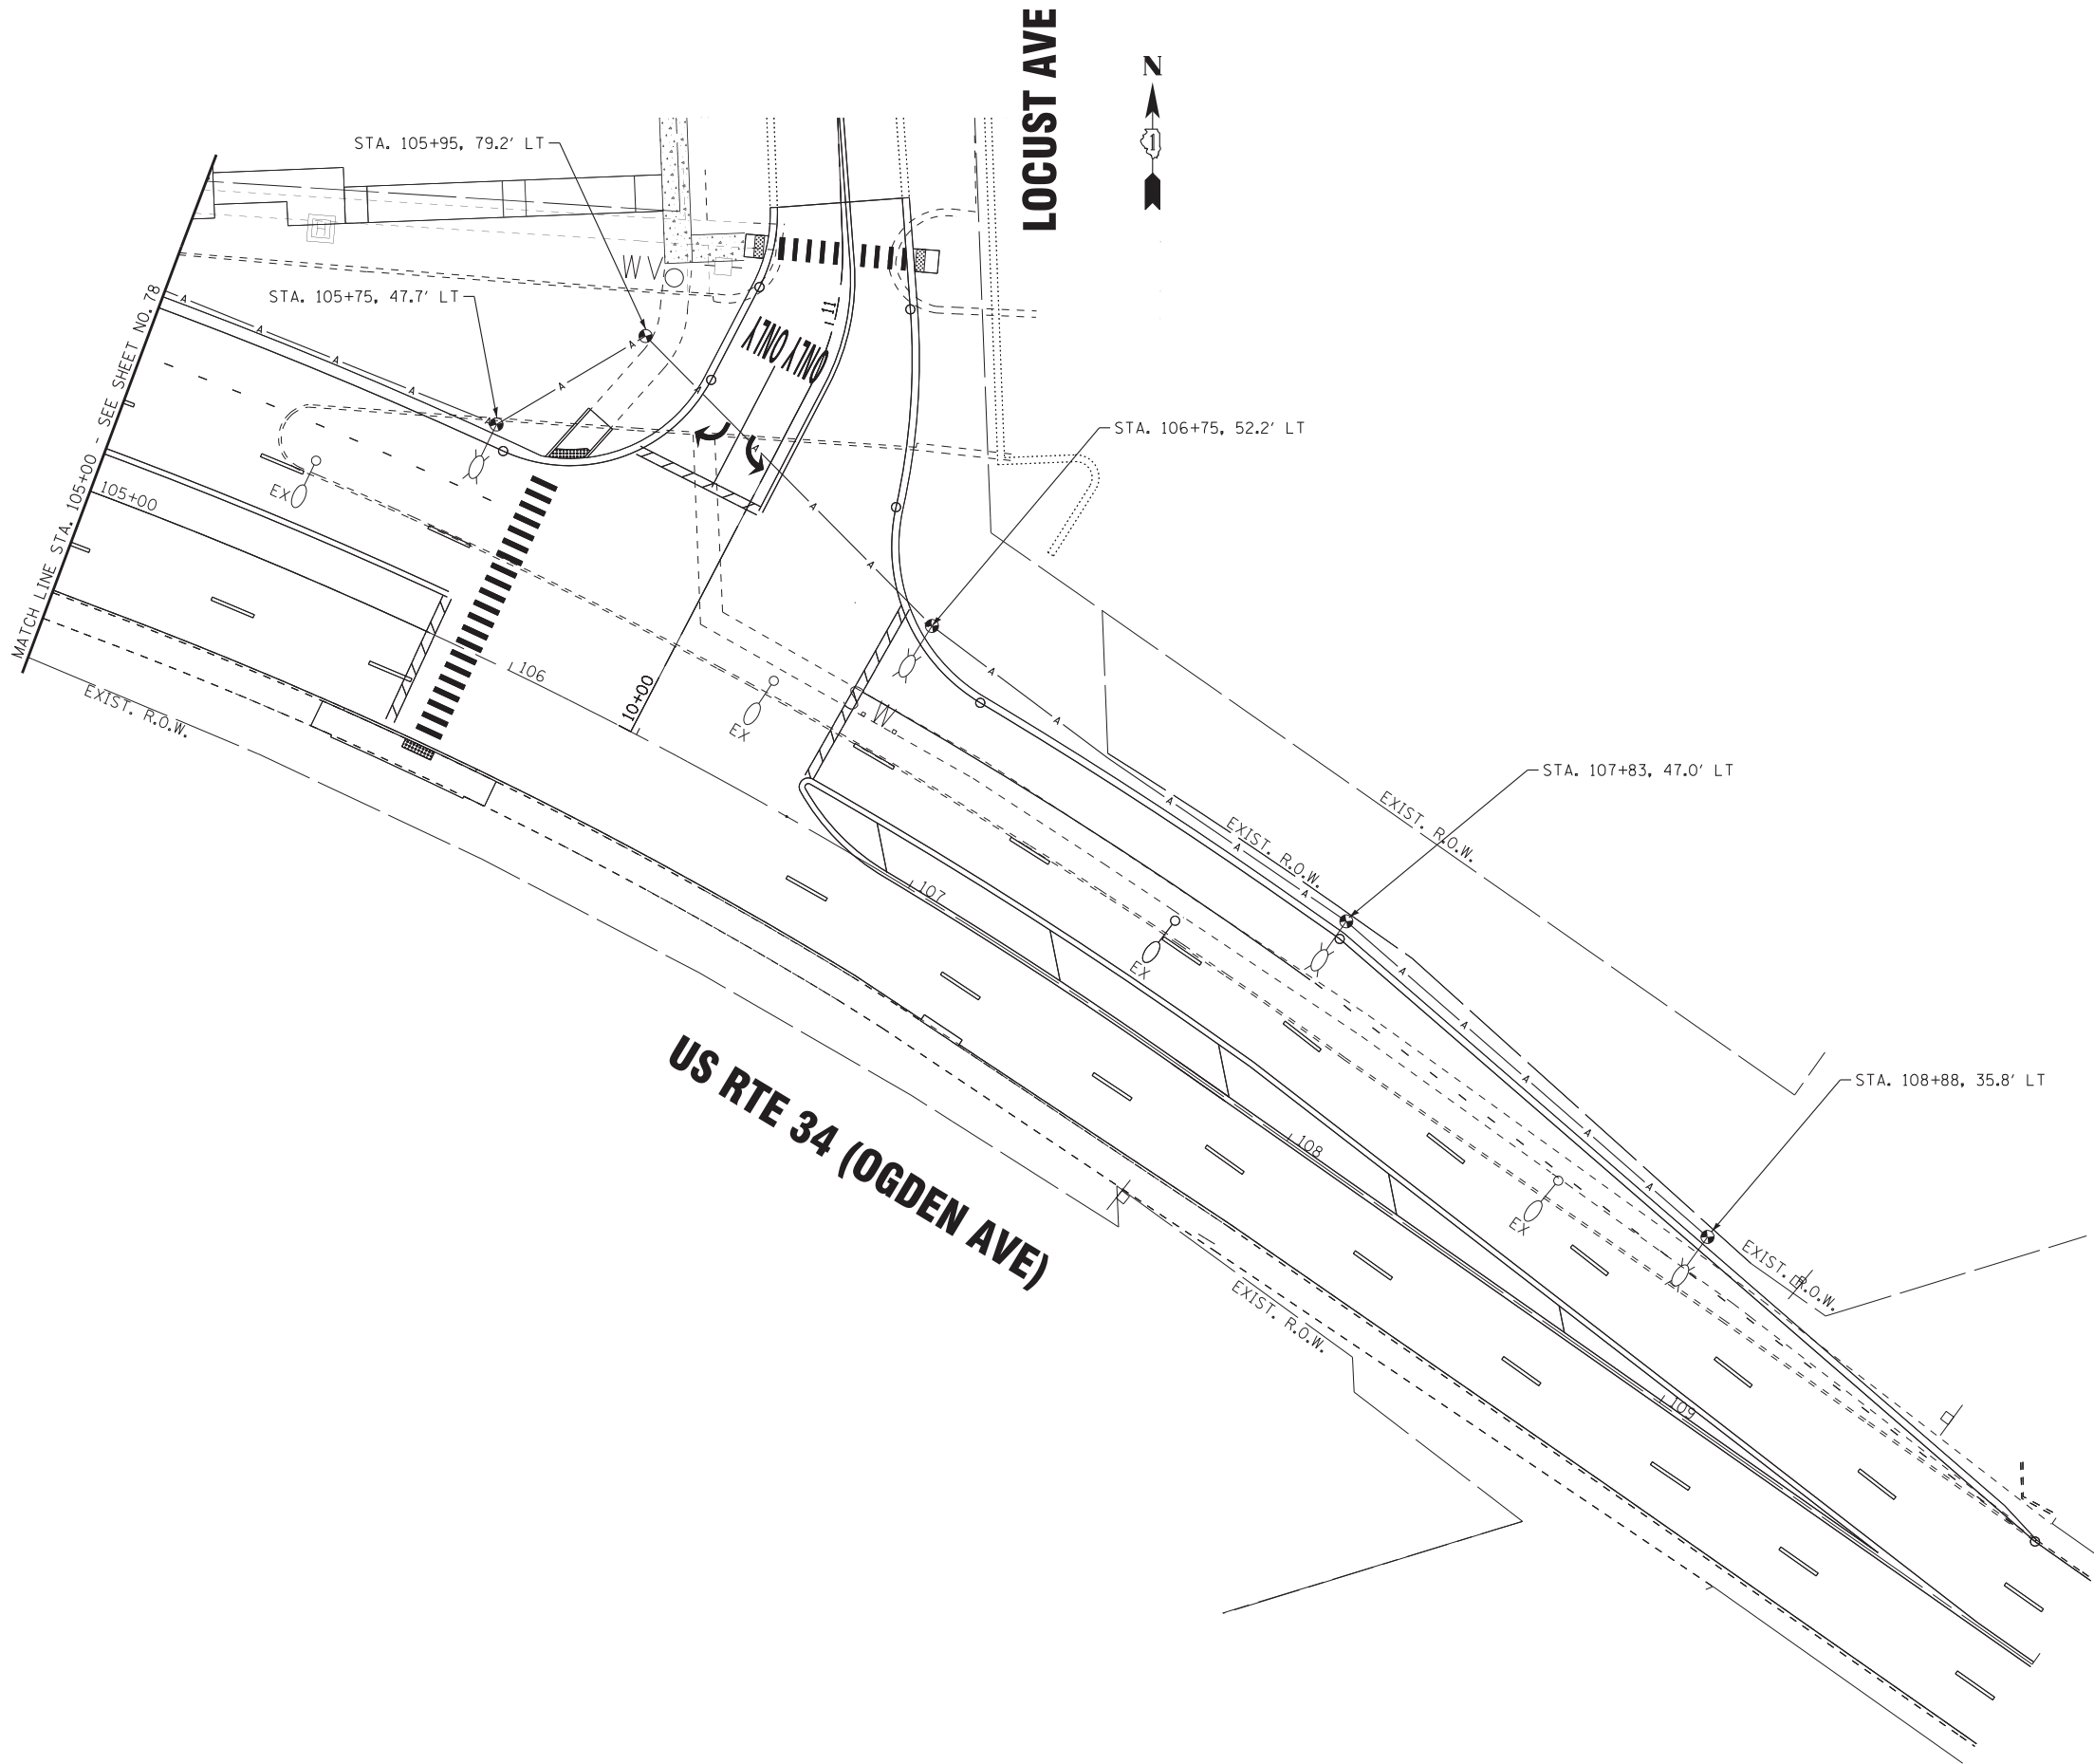 LOCUST AVE
N
1
STA. 105+95, 79.2' LT
H
WV
STA. 105+75, 47.7' LT
11
ONLY ONLY
MATCH LINE STA. 105+00 - SEE SHEET NO. 78
A A A A A A A A A
STA. 106+75, 52.2' LT
105+00
EX
106
10+00
EX
W
EXIST. R.O.W.
A A A A A
STA. 107+83, 47.0' LT
EXIST. R.O.W.
EXIST. R.O.W.
107
EX
A A A A A
US RTE 34 (OGDEN AVE)
STA. 108+88, 35.8' LT
108
EX
EXIST. R.O.W.
EXIST. R.O.W.
109